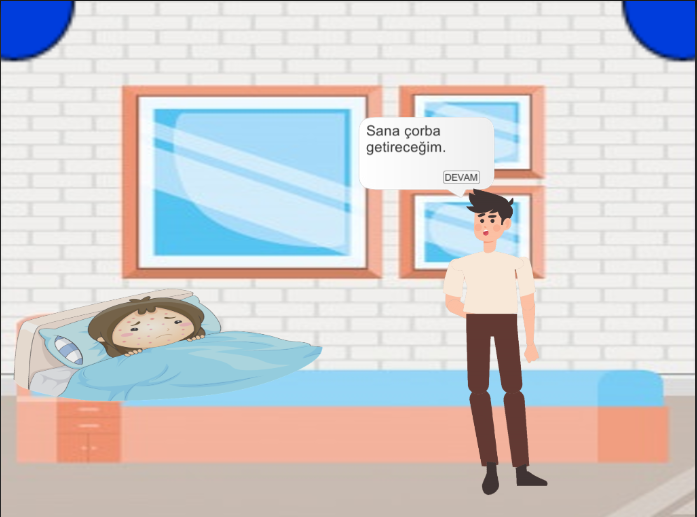 Sana çorba
getireceğim.
DEVAM